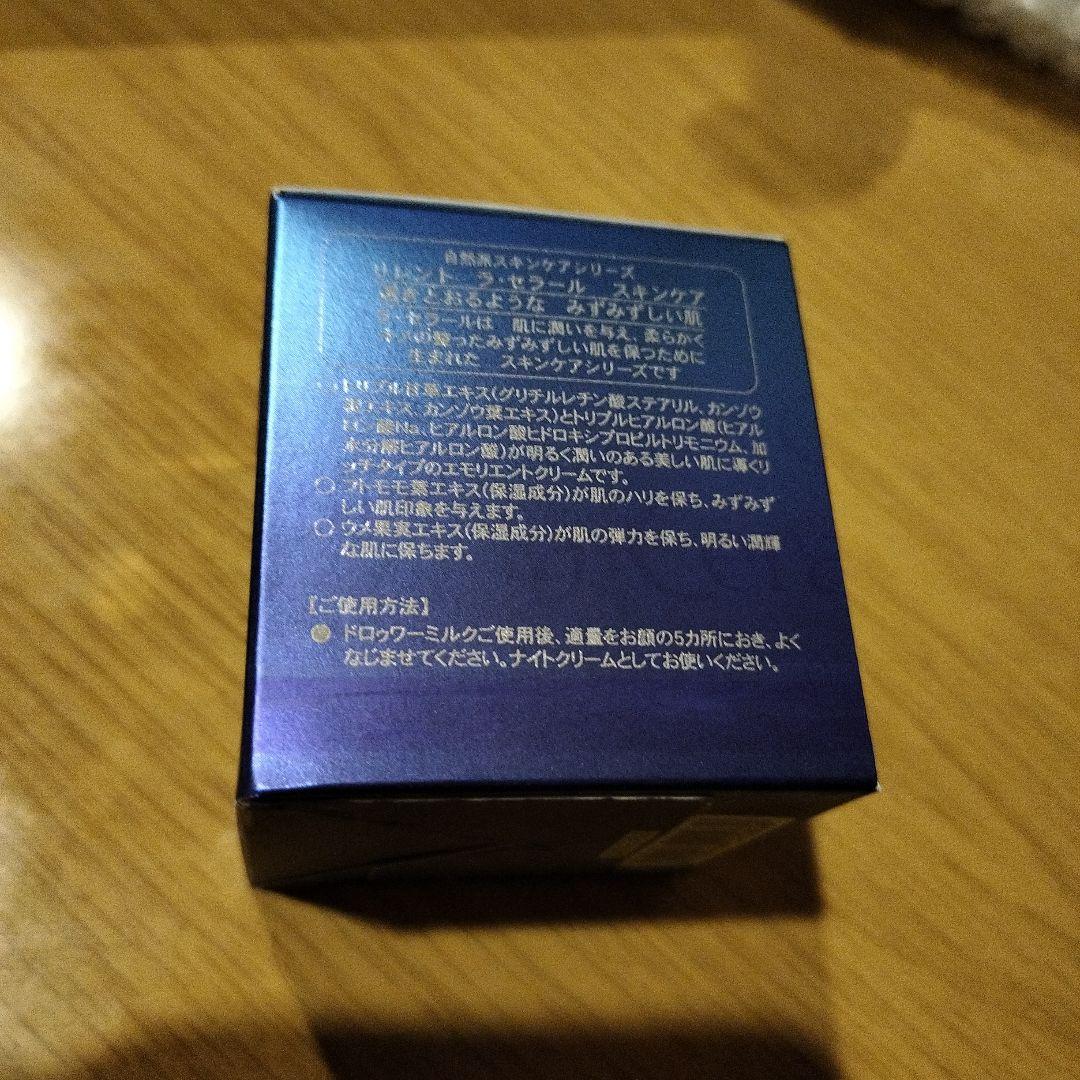 自然派スキンケアシリーズ
リレント ラ・セラール スキンケア
透きとおるような みずみずしい肌
ラ・セラールは 肌に潤いを与え、柔らかく
キメの整ったみずみずしい肌を保つために
生まれた スキンケアシリーズです
○トリプル甘草エキス(グリチルレチン酸ステアリル、カンゾウ
根エキス、カンゾウ葉エキス)とトリプルヒアルロン酸(ヒアル
ロン酸Na、ヒアルロン酸ヒドロキシプロピルトリモニウム、加
水分解ヒアルロン酸)が明るく潤いのある美しい肌に導くリ
ッチタイプのエモリエントクリームです。
○フトモモ葉エキス(保湿成分)が肌のハリを保ち、みずみず
しい肌印象を与えます。
○ウメ果実エキス(保湿成分)が肌の弾力を保ち、明るい潤輝
な肌に保ちます。
【ご使用方法】
●ドロゥワーミルクご使用後、適量をお顔の5カ所におき、よく
なじませてください。ナイトクリームとしてお使いください。